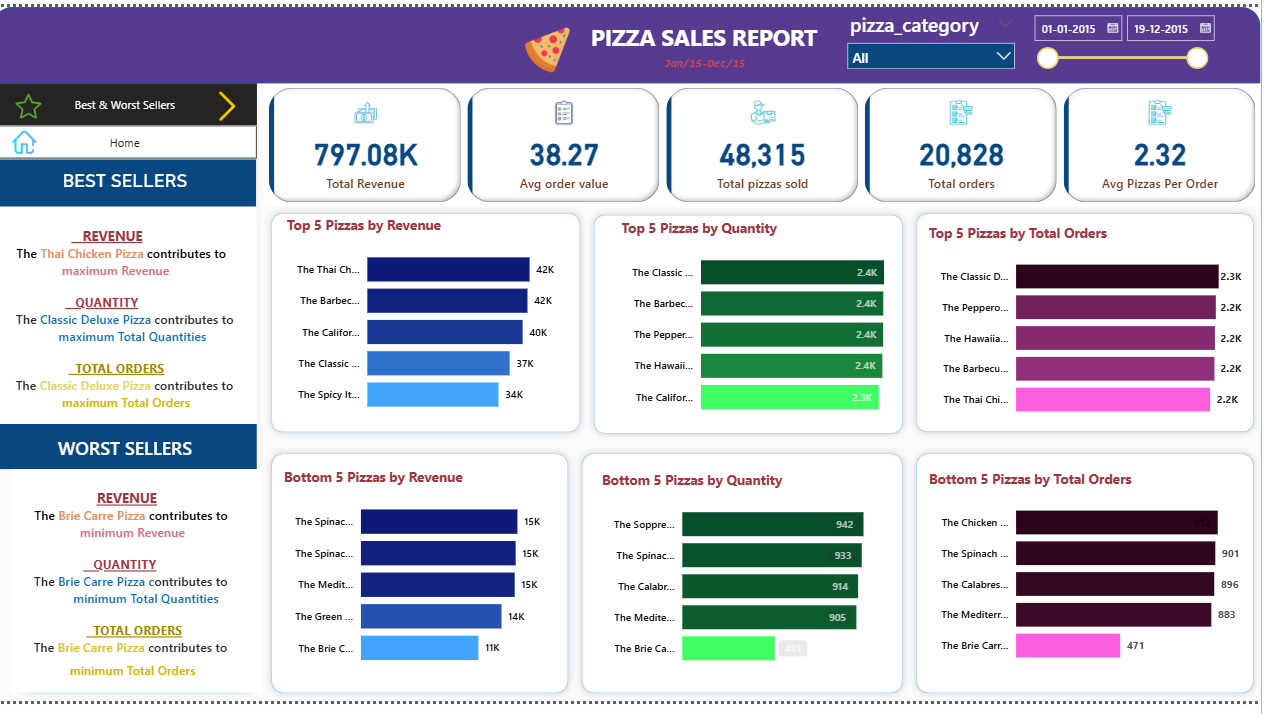 PIZZA SALES REPORT
Jan/15-Dec/15
pizza_category
All
01-01-2015
19-12-2015
Best & Worst Sellers
Home
BEST SELLERS
REVENUE
The Thai Chicken Pizza contributes to
maximum Revenue
QUANTITY
The Classic Deluxe Pizza contributes to
maximum Total Quantities
TOTAL ORDERS
The Classic Deluxe Pizza contributes to
maximum Total Orders
WORST SELLERS
REVENUE
The Brie Carre Pizza contributes to
minimum Revenue
QUANTITY
The Brie Carre Pizza contributes to
minimum Total Quantities
TOTAL ORDERS
The Brie Carre Pizza contributes to
minimum Total Orders
797.08K
Total Revenue
38.27
Avg order value
48,315
Total pizzas sold
20,828
Total orders
2.32
Avg Pizzas Per Order
Top 5 Pizzas by Revenue
The Thai Ch... 42K
The Barbec... 42K
The Califor... 40K
The Classic ... 37K
The Spicy It... 34K
Top 5 Pizzas by Quantity
The Classic ... 2.4K
The Barbec... 2.4K
The Pepper... 2.4K
The Hawaii... 2.4K
The Califor... 2.3K
Top 5 Pizzas by Total Orders
The Classic D... 2.3K
The Peppero... 2.2K
The Hawaiia... 2.2K
The Barbecu... 2.2K
The Thai Chi... 2.2K
Bottom 5 Pizzas by Revenue
The Spinac... 15K
The Spinac... 15K
The Medit... 15K
The Green ... 14K
The Brie C... 11K
Bottom 5 Pizzas by Quantity
The Soppre... 942
The Spinac... 933
The Calabr... 914
The Medite... 905
The Brie Ca... 481
Bottom 5 Pizzas by Total Orders
The Chicken ... 912
The Spinach ... 901
The Calabres... 896
The Mediterr... 883
The Brie Carr... 471